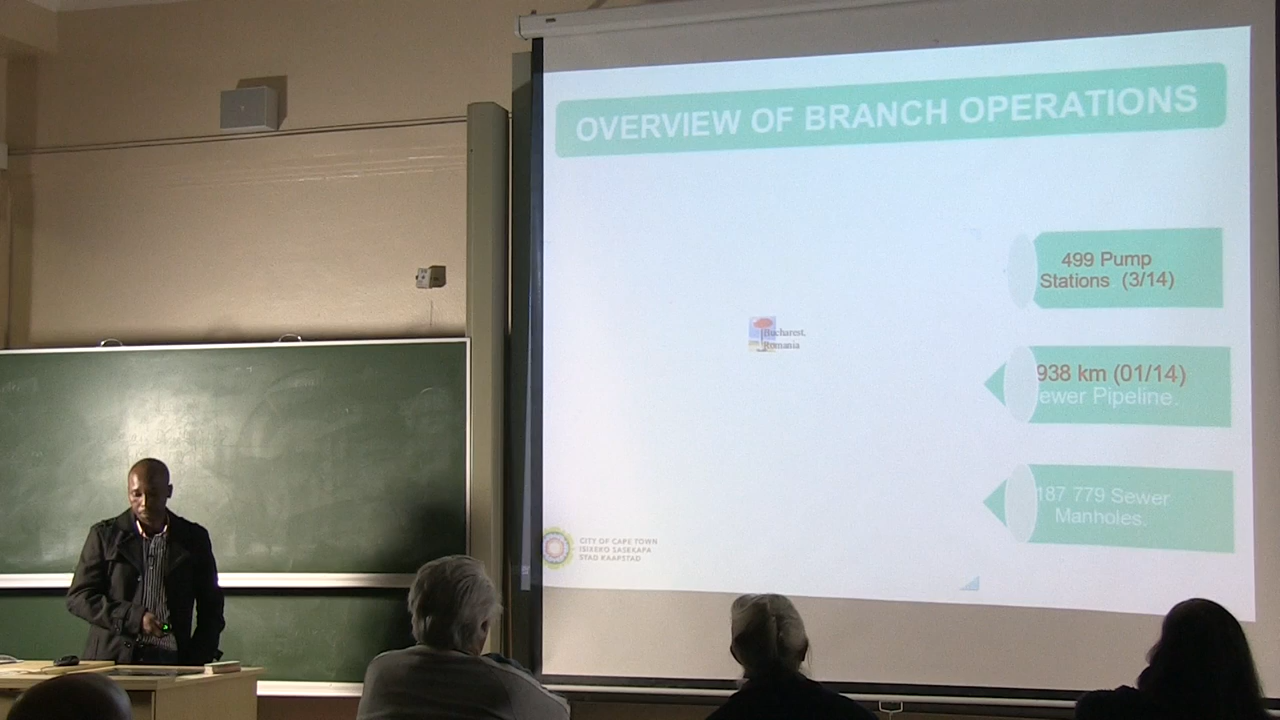 OVERVIEW OF BRANCH OPERATIONS
499 Pump
Stations (3/14)
Bucharest,
Romania
938 km (01/14)
ewer Pipeline.
187 779 Sewer
Manholes.
CITY OF CAPE TOWN
ISIXEKO SASEKAPA
STAD KAAPSTAD